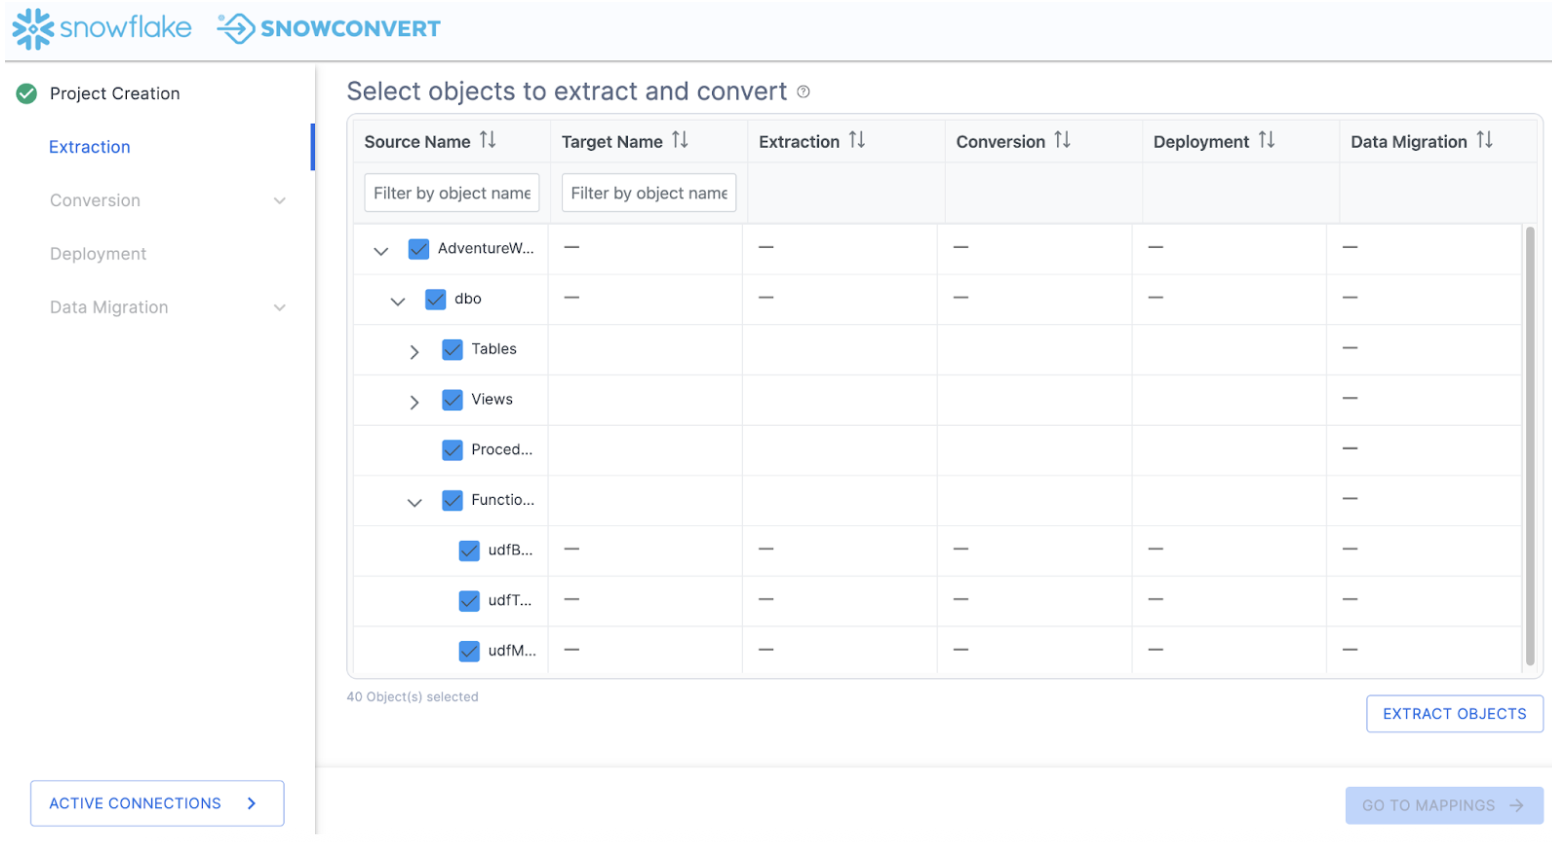 snowflake SNOWCONVERT
Project Creation
Extraction
Conversion
Deployment
Data Migration
ACTIVE CONNECTIONS
Select objects to extract and convert
Source Name Target Name Extraction Conversion Deployment Data Migration
Filter by object name Filter by object name
AdventureW... — — — — —
dbo — — — — —
Tables —
Views —
Proced... —
Functio... —
udfB... — — — — —
udfT... — — — — —
udfM... — — — — —
40 Object(s) selected
EXTRACT OBJECTS
GO TO MAPPINGS